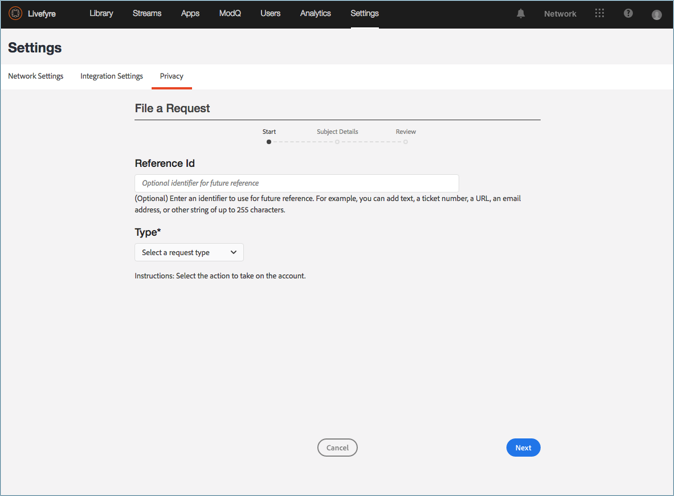 Livefyre Library Streams Apps ModQ Users Analytics Settings Network
Settings
Network Settings Integration Settings Privacy
File a Request
Start Subject Details Review
Reference Id
Optional identifier for future reference
(Optional) Enter an identifier to use for future reference. For example, you can add text, a ticket number, a URL, an email
address, or other string of up to 255 characters.
Type*
Select a request type
Instructions: Select the action to take on the account.
Cancel Next